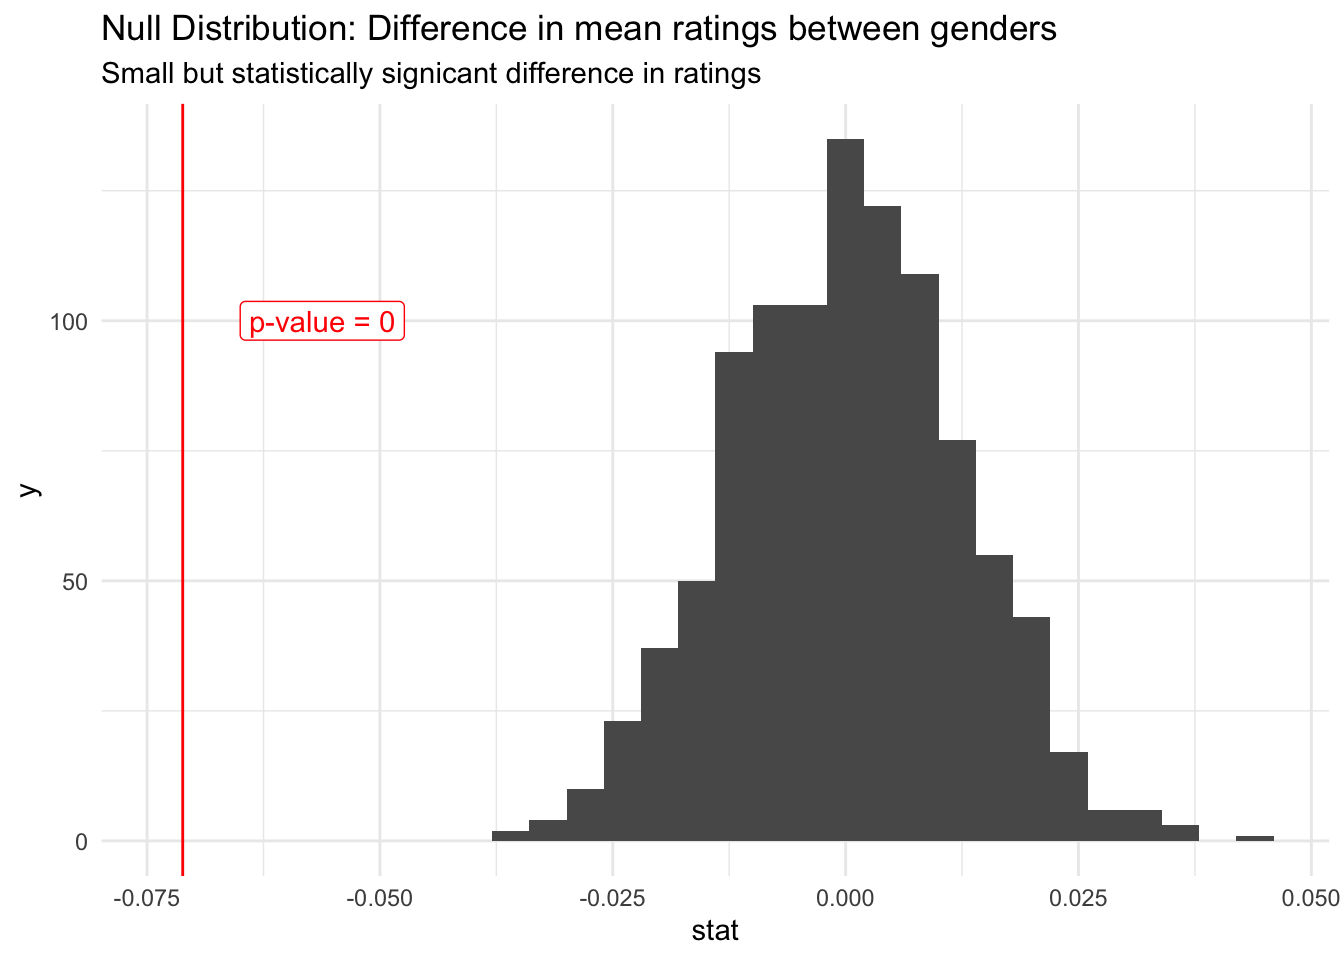 Null Distribution: Difference in mean ratings between genders
Small but statistically signicant difference in ratings
p-value = 0
100
50
0
y
-0.075 -0.050 -0.025 0.000 0.025 0.050
stat